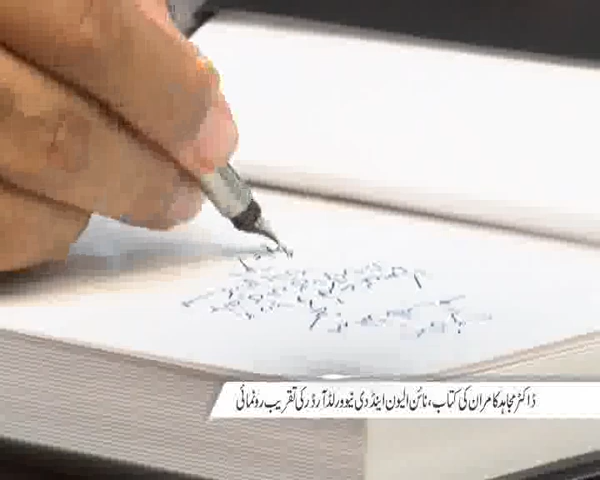 ڈاکٹر مجاہد کامران کی کتاب، نائن الیون اینڈ دی نیو ورلڈ آرڈر کی تقریب رونمائی